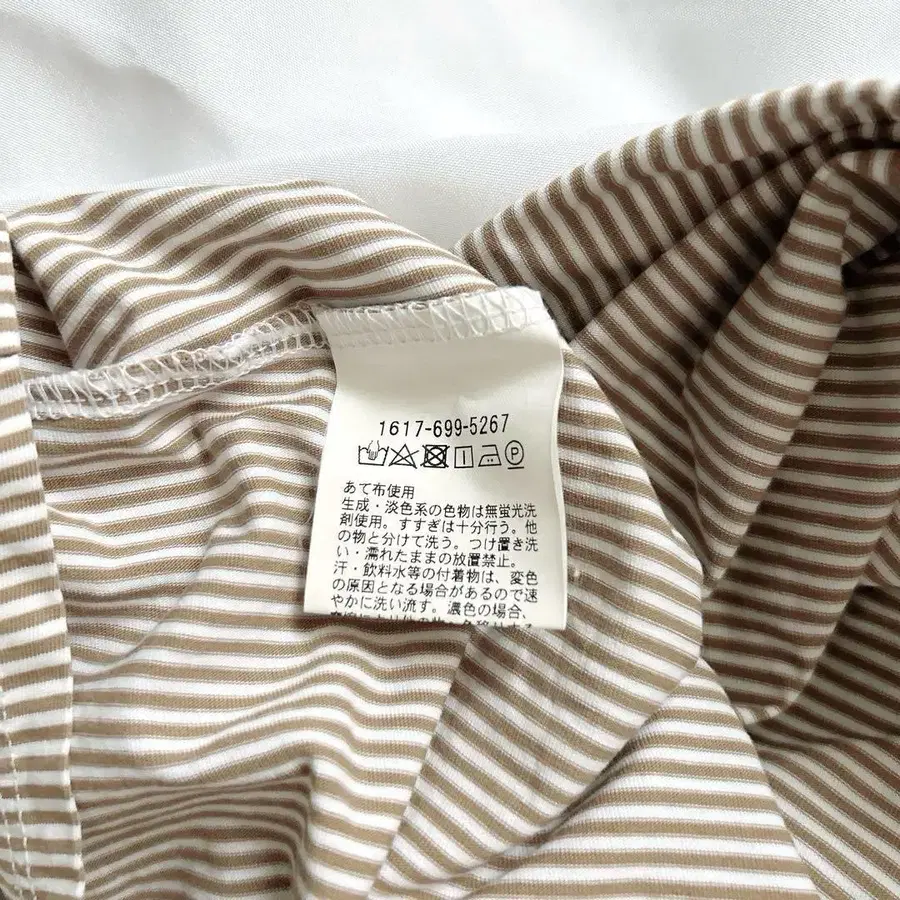 1617-699-5267
P
あて布使用
生成・淡色系の色物は無蛍光洗
剤使用。すすぎは十分行う。他
の物と分けて洗う。つけ置き洗
い・濡れたままの放置禁止。
汗・飲料水等の付着物は、変色
の原因となる場合があるので速
やかに洗い流す。濃色の場合、